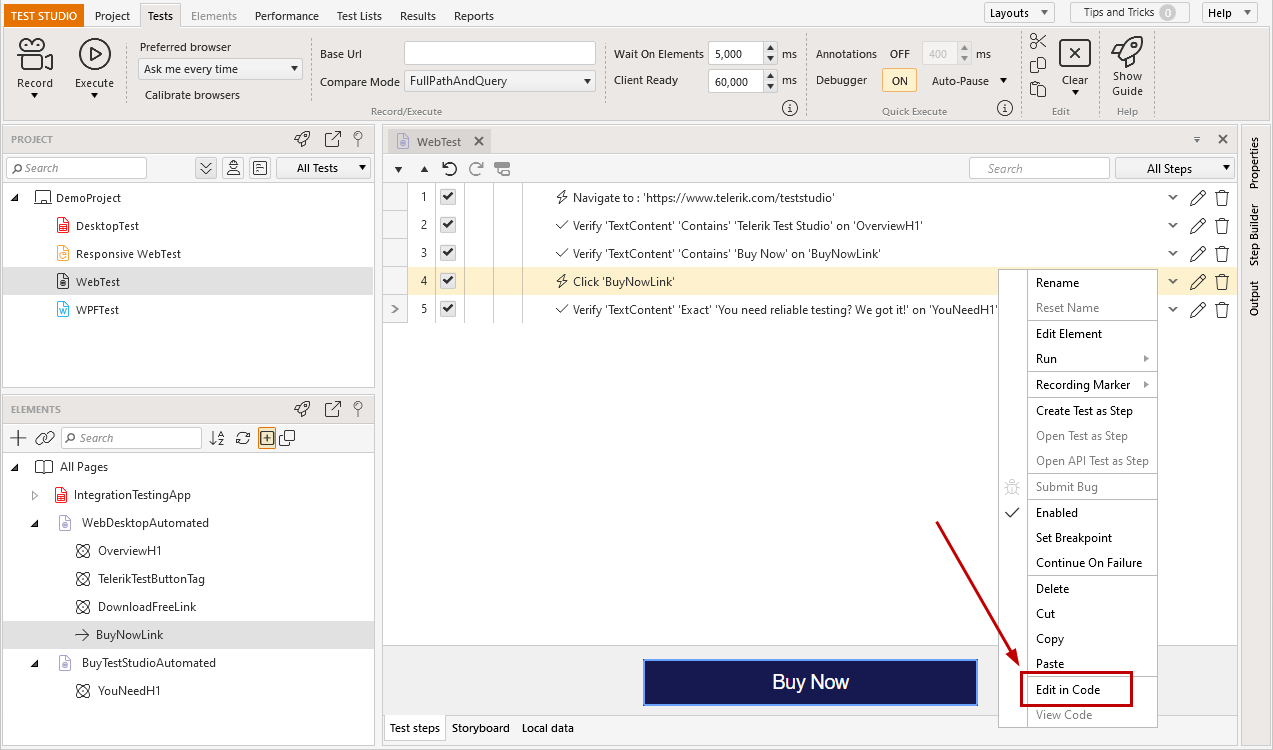 TEST STUDIO Project Tests Elements Performance Test Lists Results Reports Layouts Tips and Tricks 0 Help
Record
Execute
Preferred browser
Ask me every time
Calibrate browsers
Base Url
Compare Mode FullPathAndQuery
Record/Execute
Wait On Elements 5,000 ms
Client Ready 60,000 ms
Annotations OFF 400 ms
Debugger ON Auto-Pause
Quick Execute
Clear
Edit
Show
Guide
Help
PROJECT
Search All Tests
DemoProject
DesktopTest
Responsive WebTest
WebTest
WPFTest
ELEMENTS
Search
All Pages
IntegrationTestingApp
WebDesktopAutomated
OverviewH1
TelerikTestButtonTag
DownloadFreeLink
BuyNowLink
BuyTestStudioAutomated
YouNeedH1
WebTest
Search All Steps
1 Navigate to : 'https://www.telerik.com/teststudio'
2 Verify 'TextContent' 'Contains' 'Telerik Test Studio' on 'OverviewH1'
3 Verify 'TextContent' 'Contains' 'Buy Now' on 'BuyNowLink'
4 Click 'BuyNowLink'
5 Verify 'TextContent' 'Exact' 'You need reliable testing? We got it!' on 'YouNeedH1'
Rename
Reset Name
Edit Element
Run
Recording Marker
Create Test as Step
Open Test as Step
Open API Test as Step
Submit Bug
Enabled
Set Breakpoint
Continue On Failure
Delete
Cut
Copy
Paste
Edit in Code
View Code
Buy Now
Test steps Storyboard Local data
Properties
Step Builder
Output